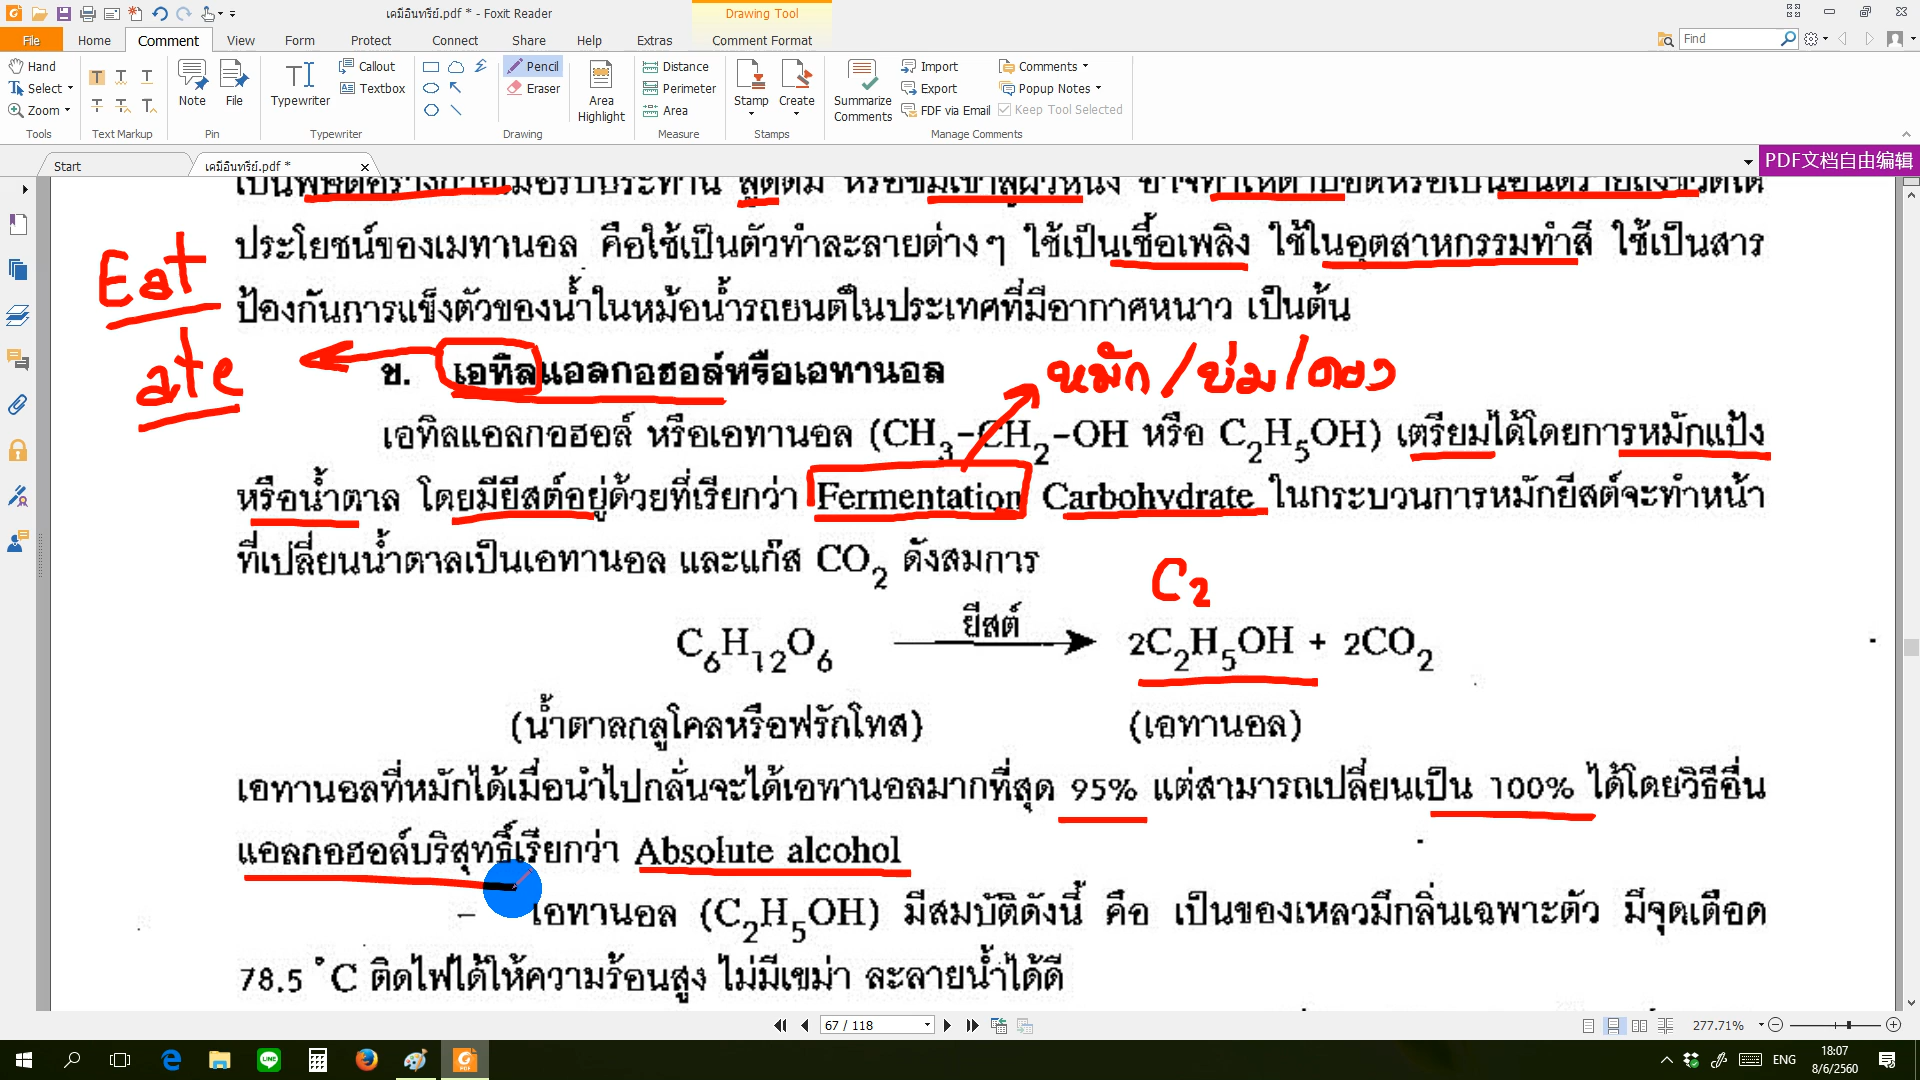 เคมีอินทรีย์.pdf * - Foxit Reader
Drawing Tool
File Home Comment View Form Protect Connect Share Help Extras Comment Format
Find
Hand
Select
Zoom
Tools
Text Markup
Note
File
Pin
Typewriter
Callout
Textbox
Typewriter
Pencil
Eraser
Drawing
Area Highlight
Distance
Perimeter
Area
Measure
Stamp
Create
Stamps
Summarize Comments
Import
Export
FDF via Email
Comments
Popup Notes
Keep Tool Selected
Manage Comments
Start
เคมีอินทรีย์.pdf *
PDF文档自由编辑
ประโยชน์ของเมทานอล คือใช้เป็นตัวทำละลายต่างๆ ใช้เป็นเชื้อเพลิง ใช้ในอุตสาหกรรมทำสี ใช้เป็นสาร
Eat
ป้องกันการแข็งตัวของน้ำในหม้อน้ำรถยนต์ในประเทศที่มีอากาศหนาว เป็นต้น
ate
ข. เอทิลแอลกอฮอล์หรือเอทานอล
หมัก/ย่อย/ดอง
เอทิลแอลกอฮอล์ หรือเอทานอล (CH₃-CH₂-OH หรือ C₂H₅OH) เตรียมได้โดยการหมักแป้ง
หรือน้ำตาล โดยมียีสต์อยู่ด้วยที่เรียกว่า Fermentation Carbohydrate ในกระบวนการหมักยีสต์จะทำหน้า
ที่เปลี่ยนน้ำตาลเป็นเอทานอล และแก๊ส CO₂ ดังสมการ
C₂
ยีสต์
C₆H₁₂O₆ 2C₂H₅OH + 2CO₂
(น้ำตาลกลูโคลหรือฟรักโทส) (เอทานอล)
เอทานอลที่หมักได้เมื่อนำไปกลั่นจะได้เอทานอลมากที่สุด 95% แต่สามารถเปลี่ยนเป็น 100% ได้โดยวิธีอื่น
แอลกอฮอล์บริสุทธิ์เรียกว่า Absolute alcohol
– เอทานอล (C₂H₅OH) มีสมบัติดังนี้ คือ เป็นของเหลวมีกลิ่นเฉพาะตัว มีจุดเดือด
78.5 °C ติดไฟได้ให้ความร้อนสูง ไม่มีเขม่า ละลายน้ำได้ดี
67 / 118
277.71%
ENG
18:07
8/6/2560